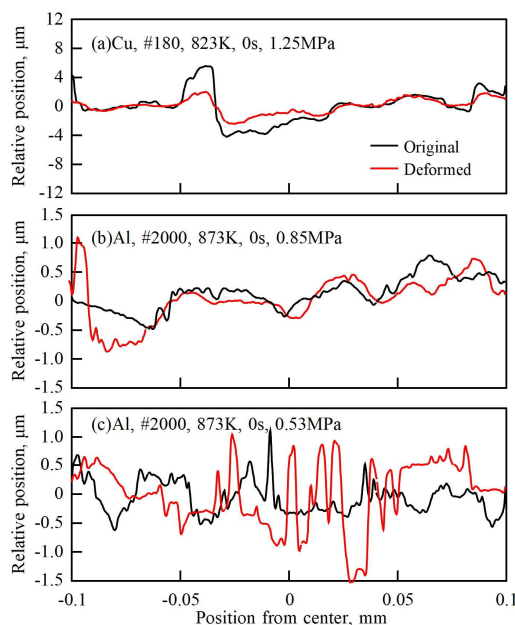 Relative position, µm
12
8
4
0
-4
-8
-12
(a)Cu, #180, 823K, 0s, 1.25MPa
Original
Deformed
Relative position, µm
1.5
1.0
0.5
0
-0.5
-1.0
-1.5
(b)Al, #2000, 873K, 0s, 0.85MPa
Relative position, µm
1.5
1.0
0.5
0
-0.5
-1.0
1.5
(c)Al, #2000, 873K, 0s, 0.53MPa
-0.1 -0.05 0 0.05 0.1
Position from center, mm